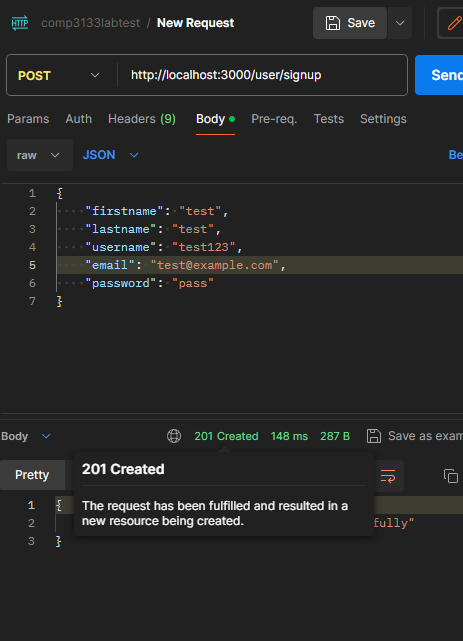 HTTP comp3133labtest / New Request Save
POST http://localhost:3000/user/signup Send
Params Auth Headers (9) Body Pre-req. Tests Settings
raw JSON Be
1 {
2 "firstname": "test",
3 "lastname": "test",
4 "username": "test123",
5 "email": "test@example.com",
6 "password": "pass"
7 }
Body 201 Created 148 ms 287 B Save as exam
Pretty
201 Created
The request has been fulfilled and resulted in a
new resource being created.
1 {
2 fully"
3 }